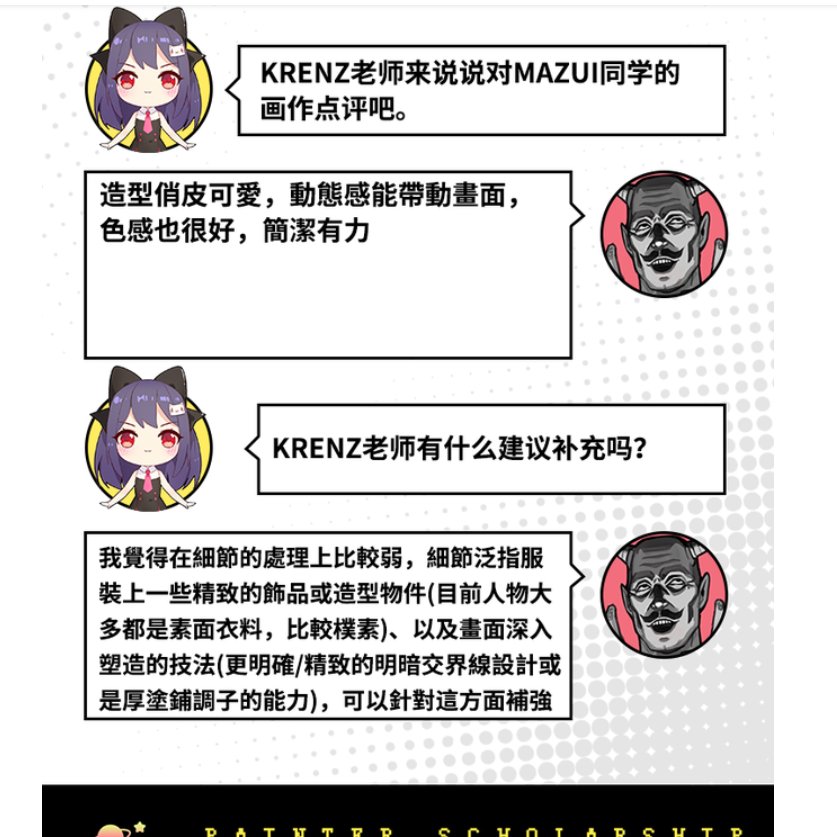 KRENZ老师来说说对MAZUI同学的
画作点评吧。
造型俏皮可愛，動態感能帶動畫面，
色感也很好，簡潔有力
KRENZ老师有什么建议补充吗？
我覺得在細節的處理上比較弱，細節泛指服
裝上一些精致的飾品或造型物件(目前人物大
多都是素面衣料，比較樸素)、以及畫面深入
塑造的技法(更明確/精致的明暗交界線設計或
是厚塗鋪調子的能力)，可以針對這方面補強
PAINTER SCHOLARSHIP